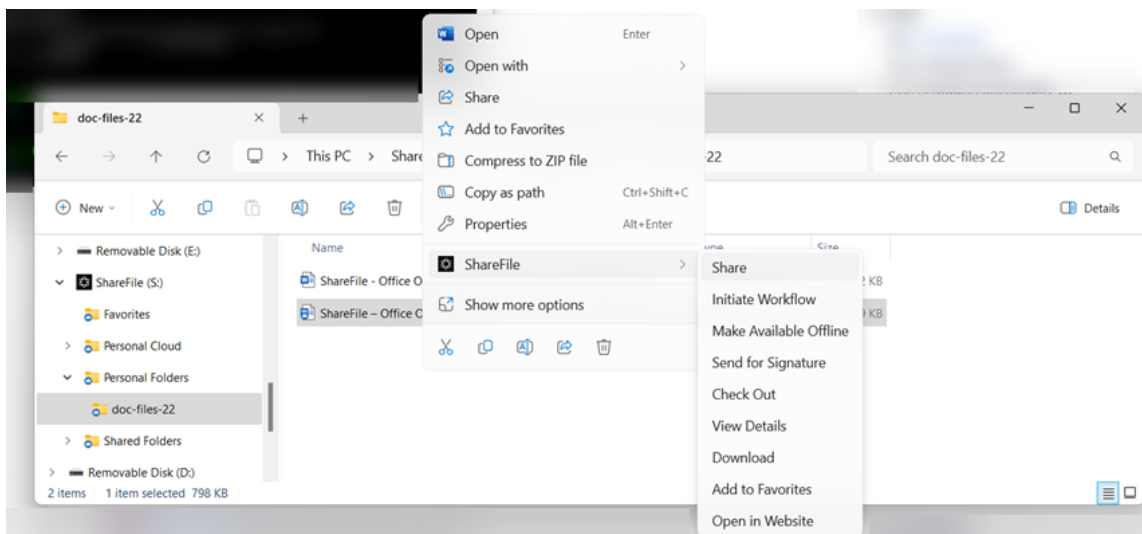 Open Enter
Open with
Share
Add to Favorites
Compress to ZIP file
Copy as path Ctrl+Shift+C
Properties Alt+Enter
ShareFile
Show more options
doc-files-22
This PC > Share
-22
Search doc-files-22
New
Details
Removable Disk (E:)
ShareFile (S:)
Favorites
Personal Cloud
Personal Folders
doc-files-22
Shared Folders
Removable Disk (D:)
Name
Size
ShareFile - Office O
KB
ShareFile – Office O
KB
Share
Initiate Workflow
Make Available Offline
Send for Signature
Check Out
View Details
Download
Add to Favorites
Open in Website
2 items 1 item selected 798 KB